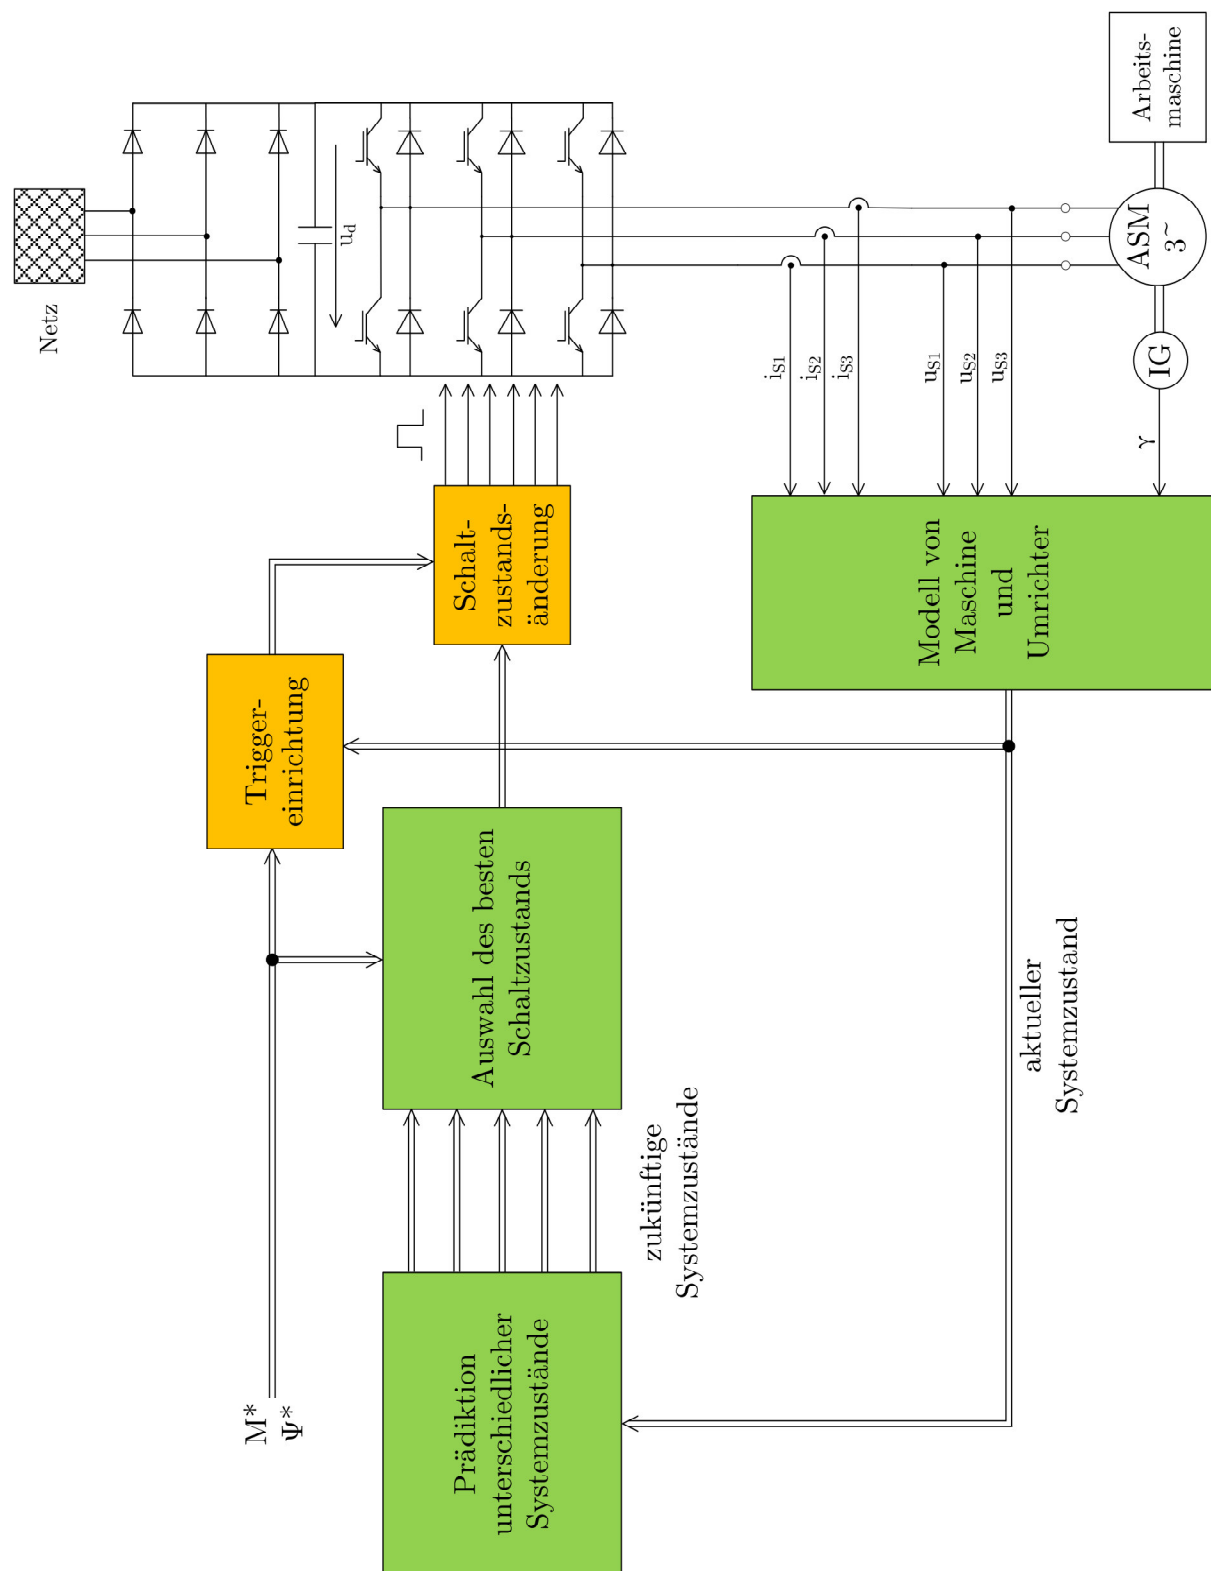 M*
Ψ*
Trigger-
einrichtung
Netz
Prädiktion
unterschiedlicher
Systemzustände
Auswahl des besten
Schaltzustands
Schalt-
zustands-
änderung
u_d
zukünftige
Systemzustände
i_S1
i_S2
i_S3
u_S1
u_S2
u_S3
γ
Modell von
Maschine
und
Umrichter
aktueller
Systemzustand
IG
ASM
3~
Arbeits-
maschine